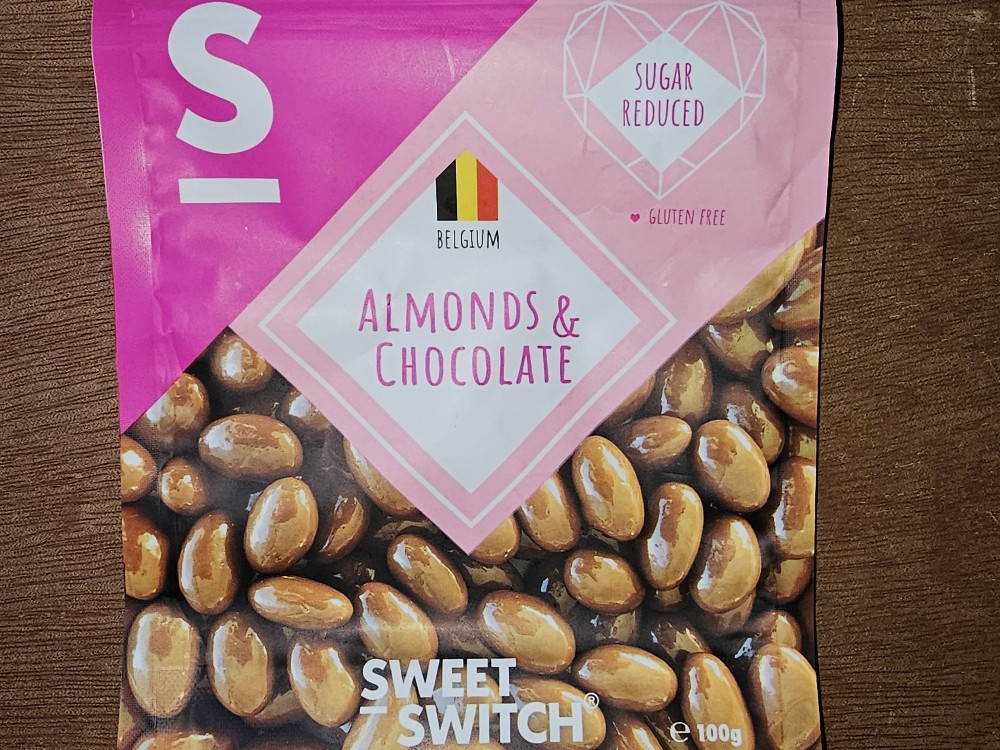 S
SUGAR
REDUCED
GLUTEN FREE
BELGIUM
ALMONDS &
CHOCOLATE
SWEET
SWITCH®
e 100g